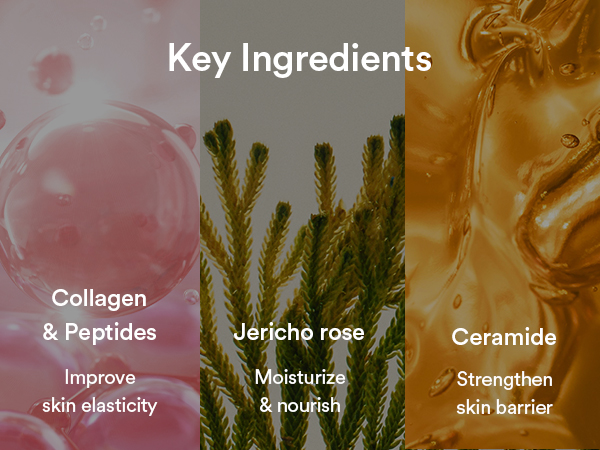 Key Ingredients
Collagen
& Peptides
Improve
skin elasticity
Jericho rose
Moisturize
& nourish
Ceramide
Strengthen
skin barrier